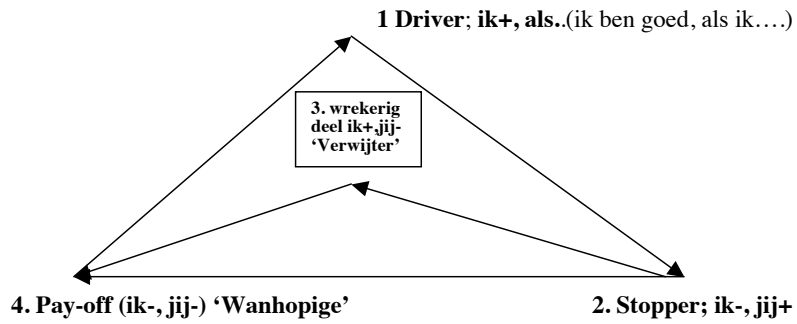 1 Driver; ik+, als..(ik ben goed, als ik….)
3. wrekerig
deel ik+,jij-
‘Verwijter’
4. Pay-off (ik-, jij-) ‘Wanhopige’
2. Stopper; ik-, jij+